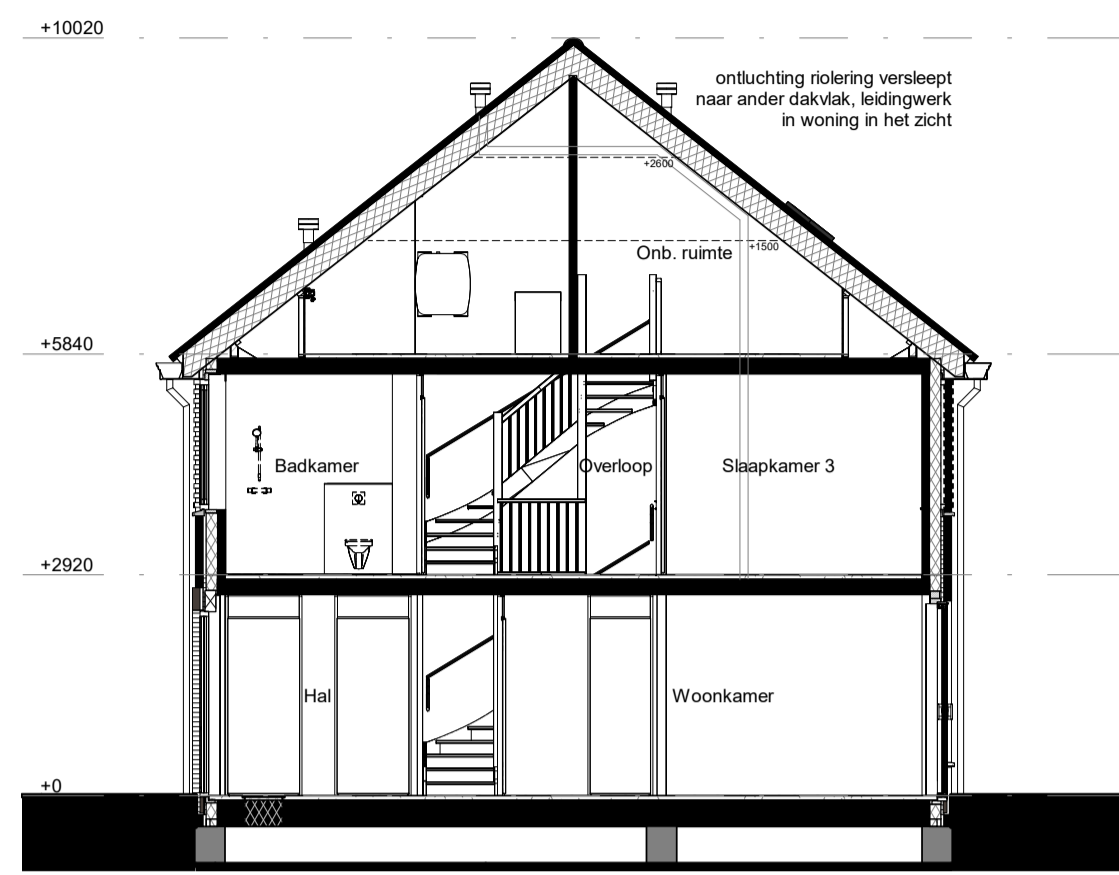 +10020
ontluchting riolering versleept
naar ander dakvlak, leidingwerk
in woning in het zicht
+2600
+1500
Onb. ruimte
+5840
Badkamer
Overloop
Slaapkamer 3
+2920
Hal
Woonkamer
+0